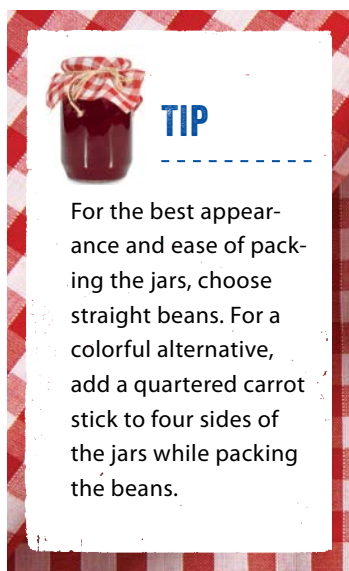 TIP
For the best appear-
ance and ease of pack-
ing the jars, choose
straight beans. For a
colorful alternative,
add a quartered carrot
stick to four sides of
the jars while packing
the beans.